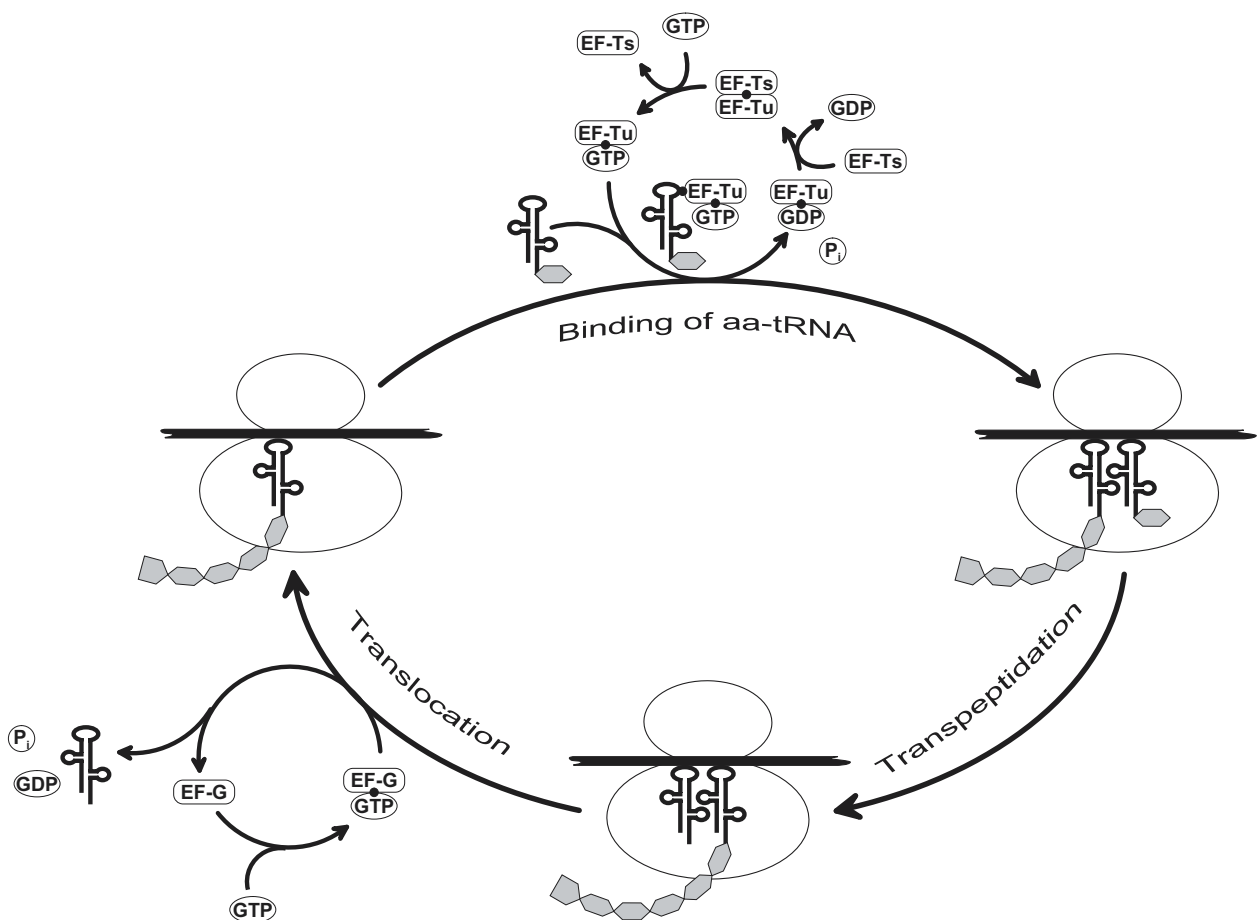 GTP
EF-Ts
EF-Ts
EF-Tu
GDP
EF-Tu
GTP
EF-Ts
EF-Tu
GTP
EF-Tu
GDP
Pi
Binding of aa-tRNA
Transpeptidation
Translocation
Pi
GDP
EF-G
EF-G
GTP
GTP